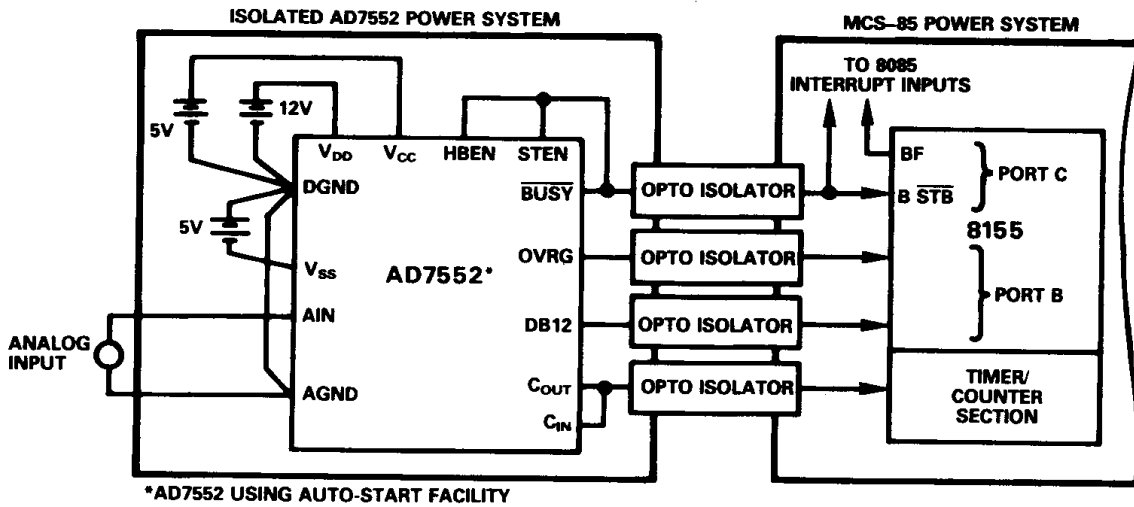 ISOLATED AD7552 POWER SYSTEM
MCS-85 POWER SYSTEM
TO 8085
INTERRUPT INPUTS
5V
12V
VDD
VCC
HBEN
STEN
DGND
BUSY
OPTO ISOLATOR
BF
B STB
PORT C
8155
5V
VSS
AD7552*
OVRG
OPTO ISOLATOR
PORT B
AIN
DB12
OPTO ISOLATOR
ANALOG
INPUT
AGND
COUT
OPTO ISOLATOR
CIN
TIMER/
COUNTER
SECTION
*AD7552 USING AUTO-START FACILITY